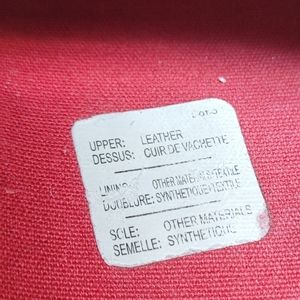 UPPER: LEATHER
DESSUS: CUIR DE VACHETTE
LINING: OTHER MATERIALS/TEXTILE
DOUBLURE: SYNTHETIQUE/TEXTILE
SOLE: OTHER MATERIALS
SEMELLE: SYNTHETIQUE